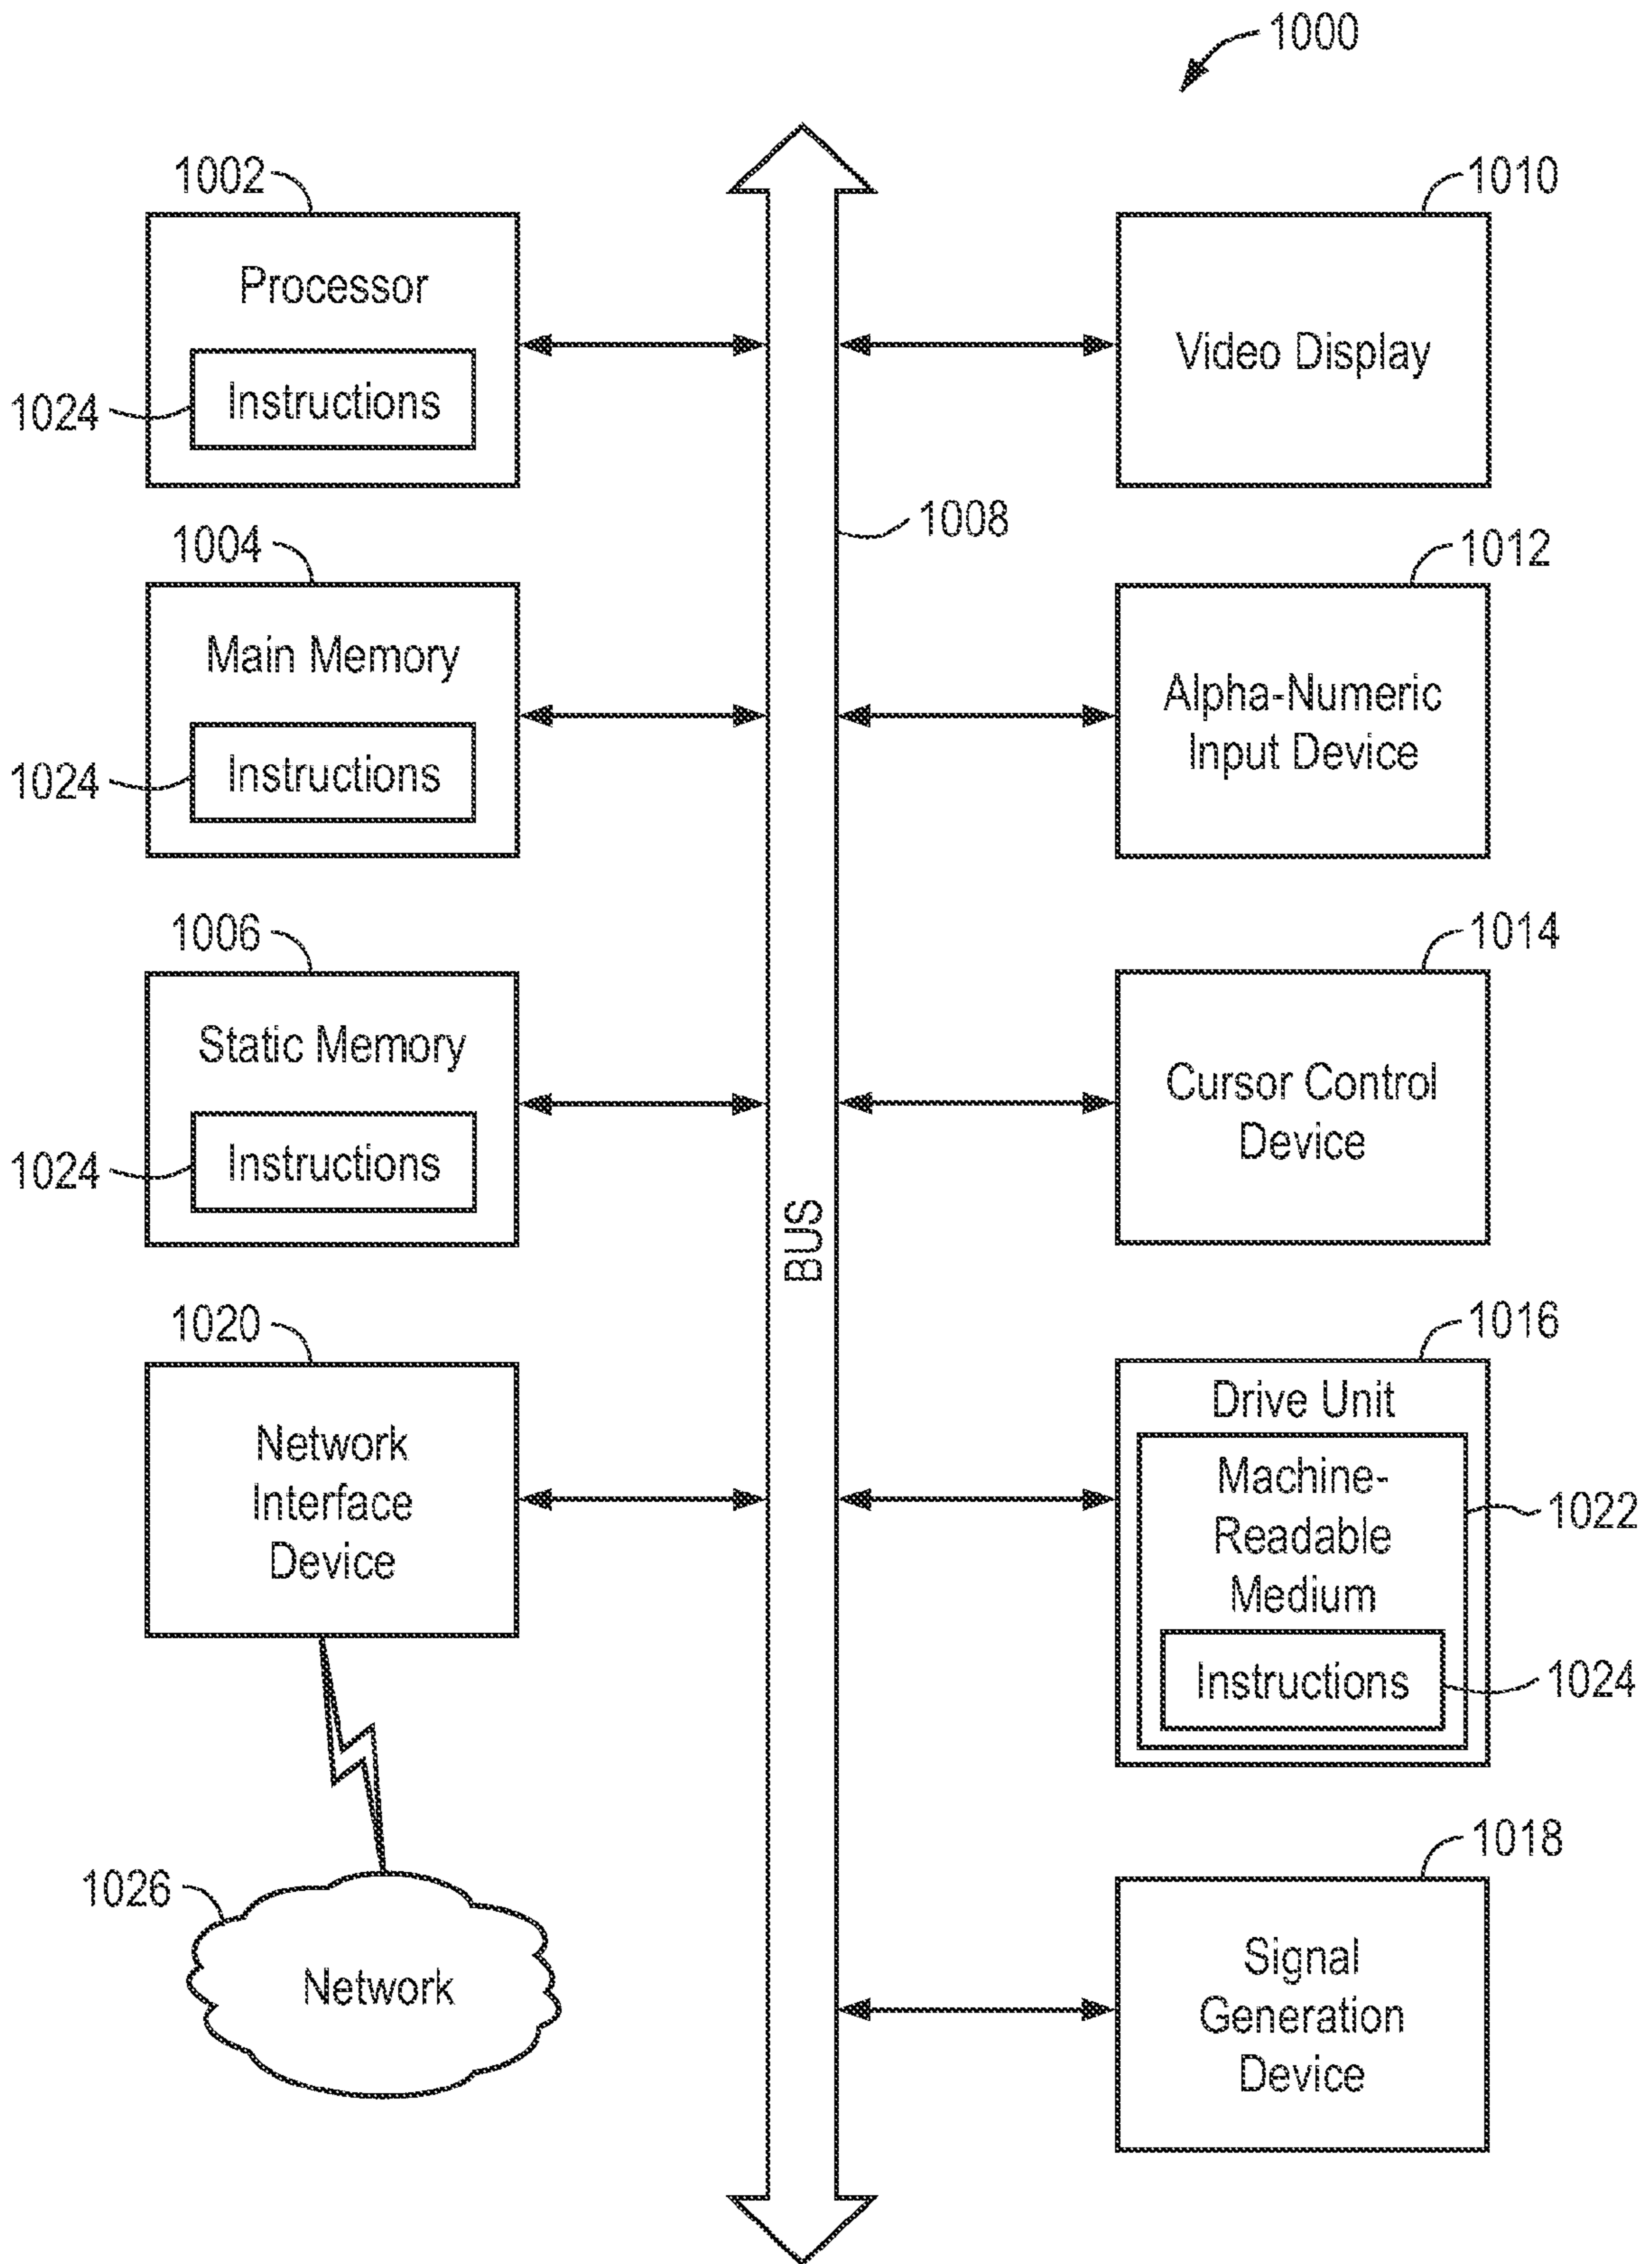 1000
1002
Processor
1024
Instructions
1004
Main Memory
1024
Instructions
1006
Static Memory
1024
Instructions
1020
Network
Interface
Device
1026
Network
BUS
1008
1010
Video Display
1012
Alpha-Numeric
Input Device
1014
Cursor Control
Device
1016
Drive Unit
Machine-
Readable
Medium
1022
Instructions
1024
1018
Signal
Generation
Device